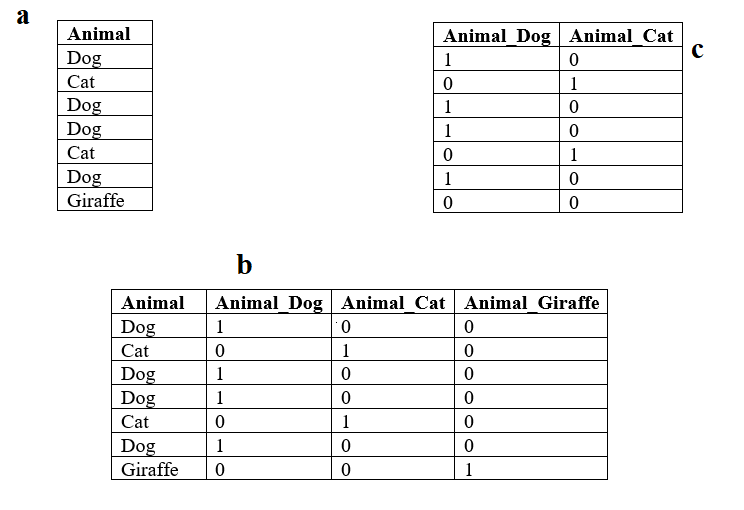 a
Animal
Dog
Cat
Dog
Dog
Cat
Dog
Giraffe
c
Animal_Dog Animal_Cat
1 0
0 1
1 0
1 0
0 1
1 0
0 0
b
Animal Animal_Dog Animal_Cat Animal_Giraffe
Dog 1 0 0
Cat 0 1 0
Dog 1 0 0
Dog 1 0 0
Cat 0 1 0
Dog 1 0 0
Giraffe 0 0 1